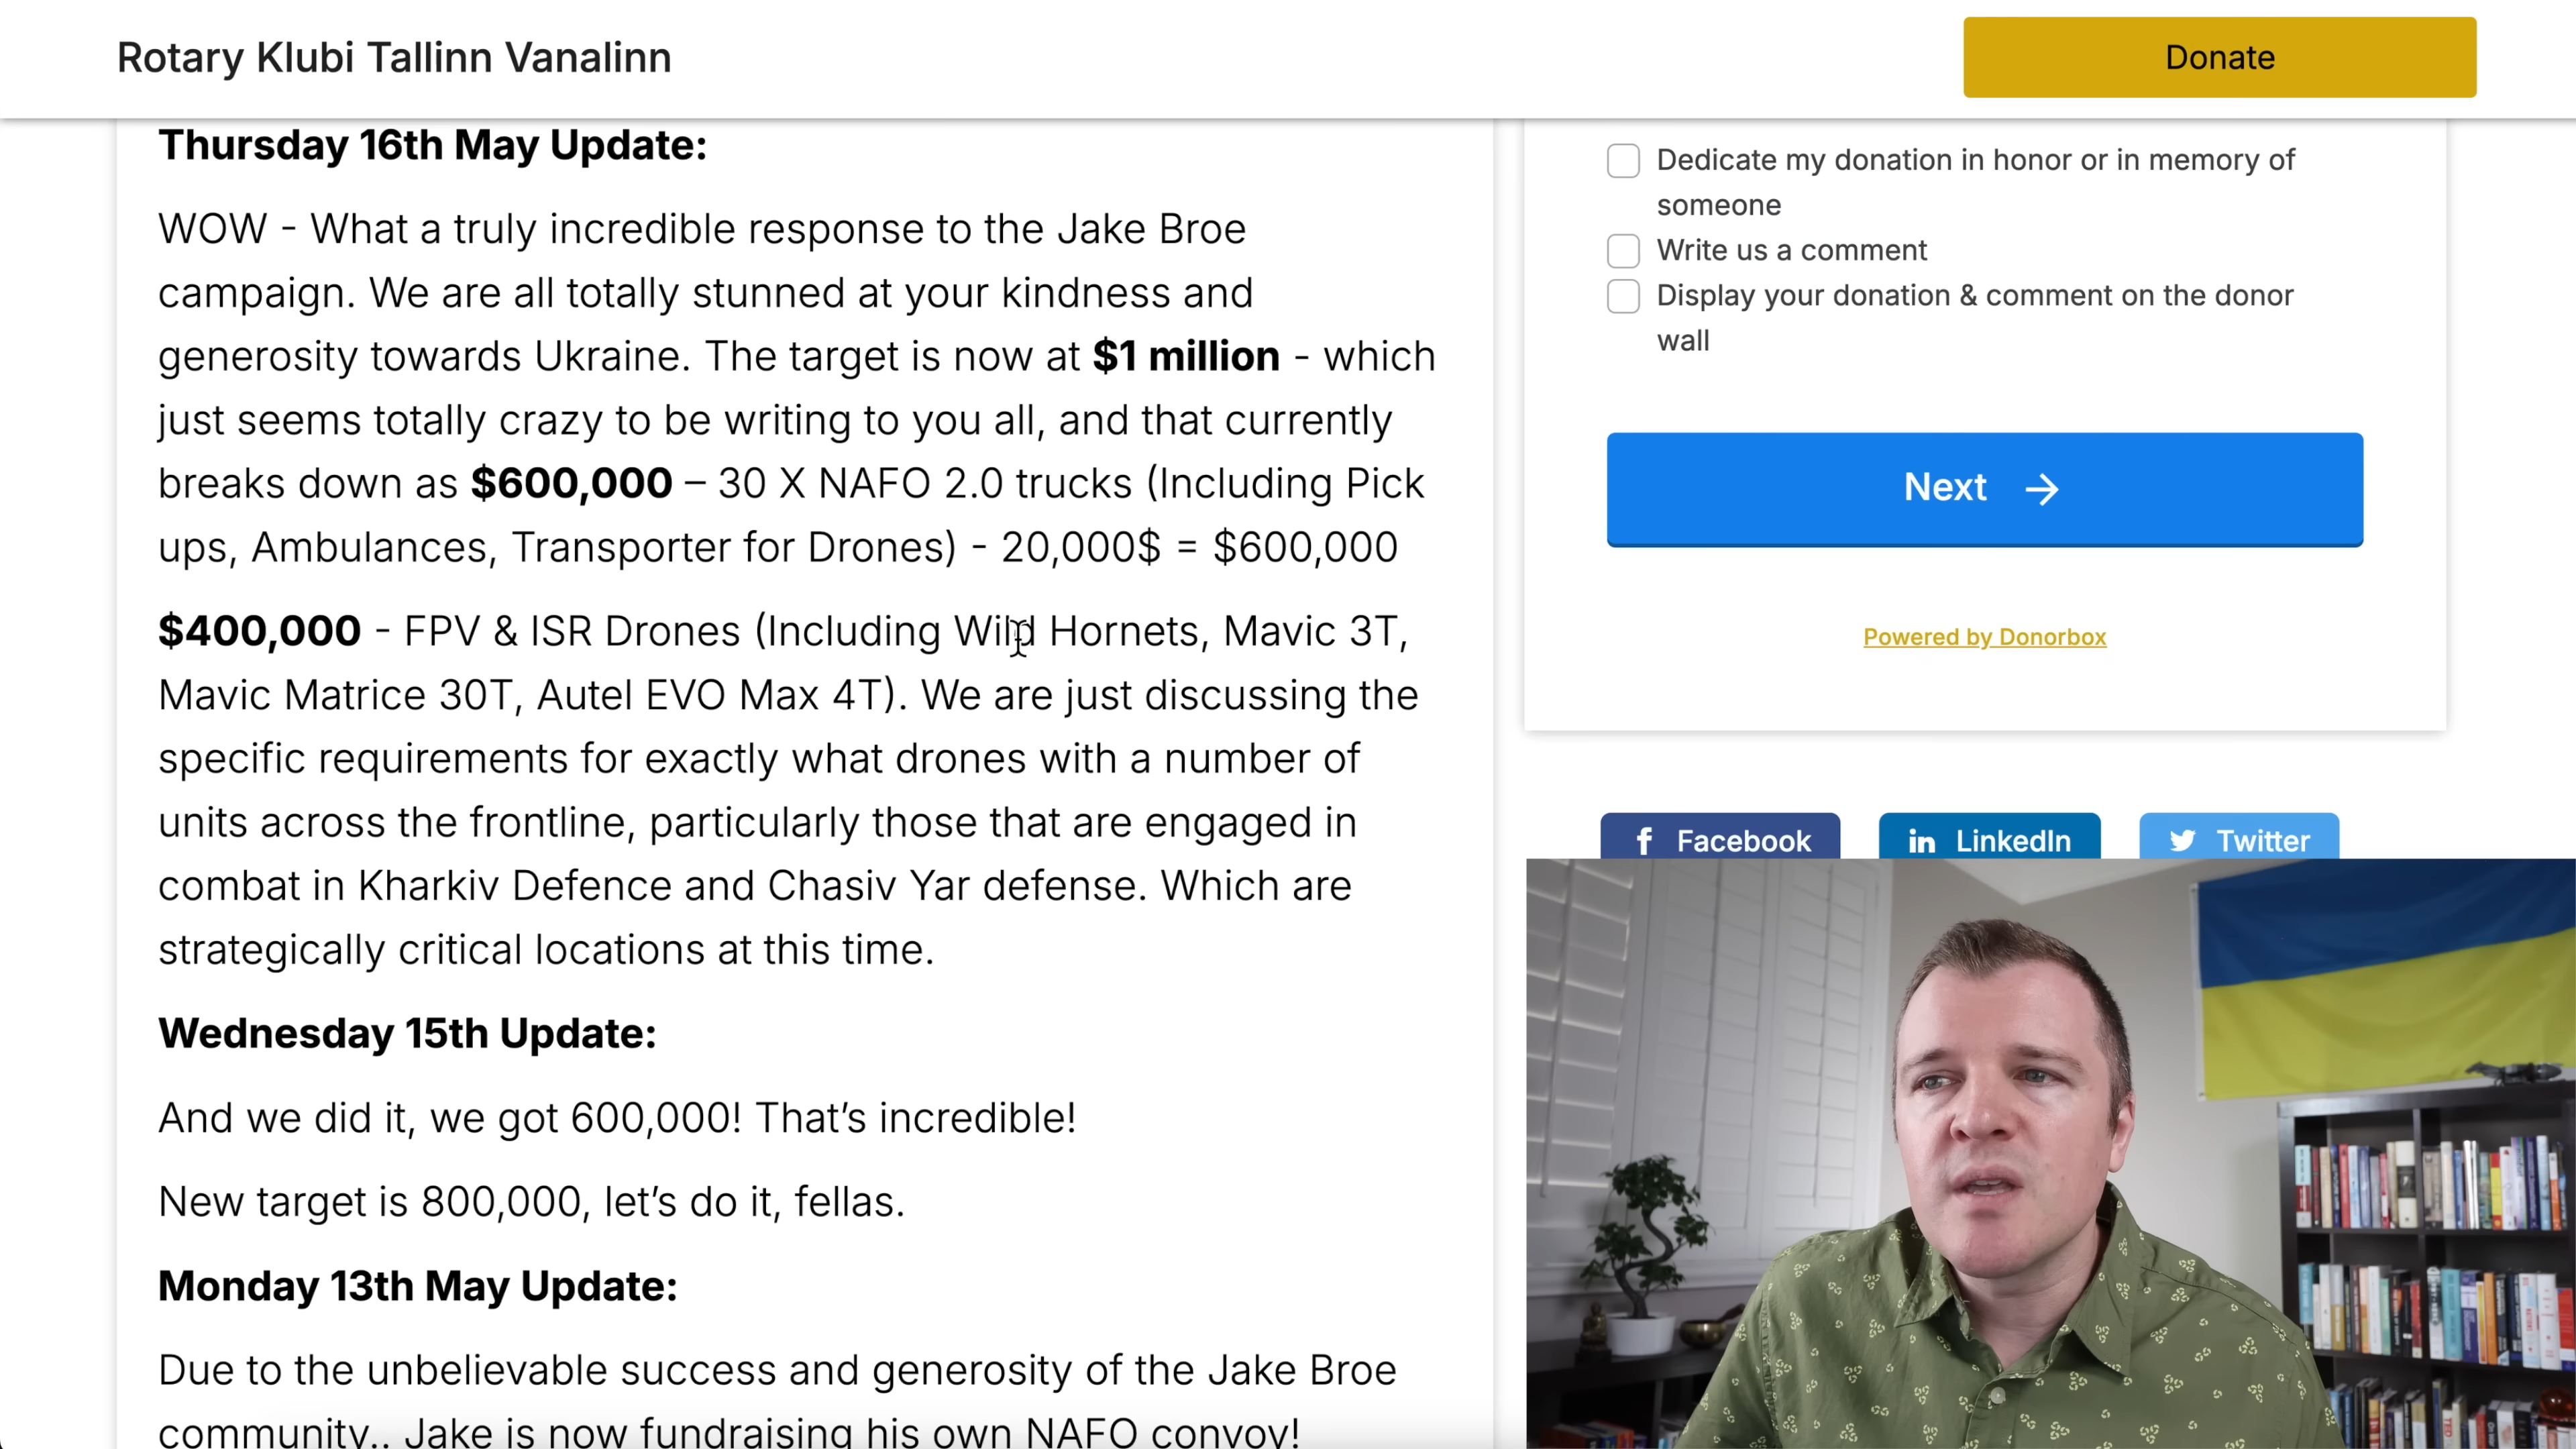 Rotary Klubi Tallinn Vanalinn
Donate
Thursday 16th May Update:
WOW - What a truly incredible response to the Jake Broe
campaign. We are all totally stunned at your kindness and
generosity towards Ukraine. The target is now at $1 million - which
just seems totally crazy to be writing to you all, and that currently
breaks down as $600,000 – 30 X NAFO 2.0 trucks (Including Pick
ups, Ambulances, Transporter for Drones) - 20,000$ = $600,000
$400,000 - FPV & ISR Drones (Including Wild Hornets, Mavic 3T,
Mavic Matrice 30T, Autel EVO Max 4T). We are just discussing the
specific requirements for exactly what drones with a number of
units across the frontline, particularly those that are engaged in
combat in Kharkiv Defence and Chasiv Yar defense. Which are
strategically critical locations at this time.
Wednesday 15th Update:
And we did it, we got 600,000! That’s incredible!
New target is 800,000, let’s do it, fellas.
Monday 13th May Update:
Due to the unbelievable success and generosity of the Jake Broe
community.. Jake is now fundraising his own NAFO convoy!
Dedicate my donation in honor or in memory of
someone
Write us a comment
Display your donation & comment on the donor
wall
Next
Powered by Donorbox
Facebook
LinkedIn
Twitter